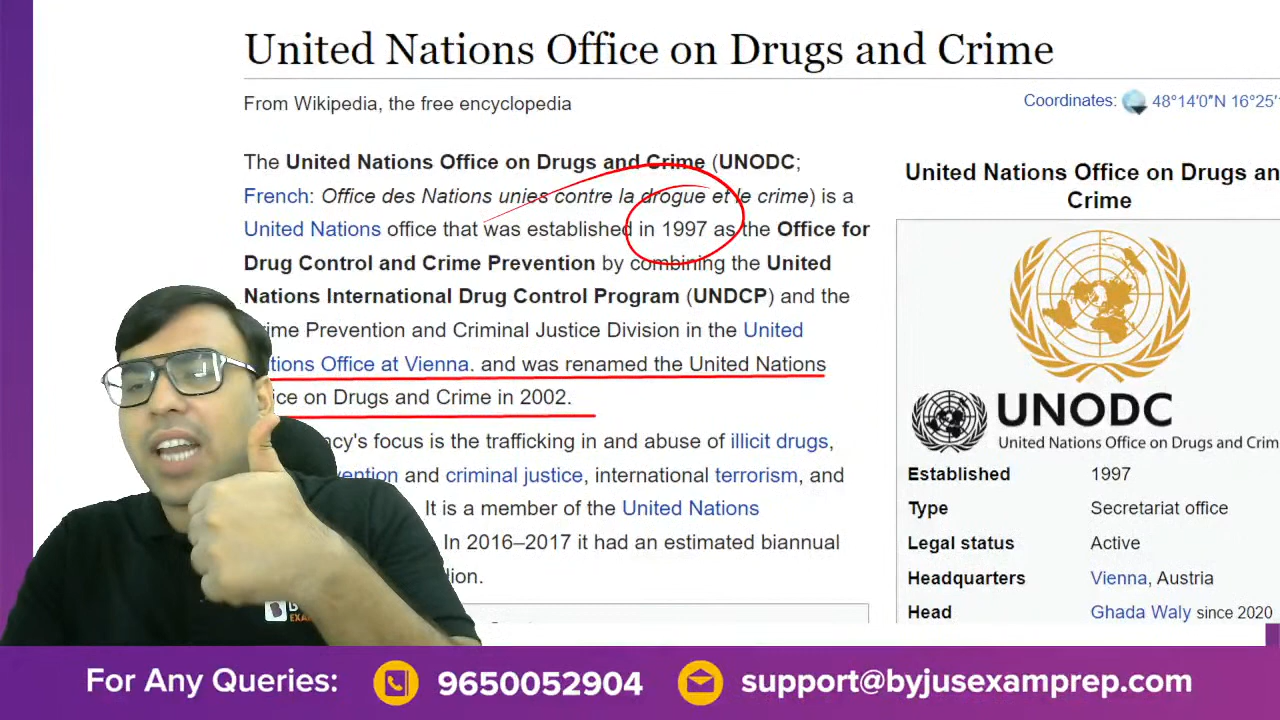 United Nations Office on Drugs and Crime
From Wikipedia, the free encyclopedia
Coordinates: 48°14′0″N 16°25′
The United Nations Office on Drugs and Crime (UNODC;
French: Office des Nations unies contre la drogue et le crime) is a
United Nations office that was established in 1997 as the Office for
Drug Control and Crime Prevention by combining the United
Nations International Drug Control Program (UNDCP) and the
rime Prevention and Criminal Justice Division in the United
tions Office at Vienna. and was renamed the United Nations
ice on Drugs and Crime in 2002.
ncy's focus is the trafficking in and abuse of illicit drugs,
vention and criminal justice, international terrorism, and
It is a member of the United Nations
In 2016–2017 it had an estimated biannual
lion.
United Nations Office on Drugs an
Crime
UNODC
United Nations Office on Drugs and Crim
Established 1997
Type Secretariat office
Legal status Active
Headquarters Vienna, Austria
Head Ghada Waly since 2020
For Any Queries: 9650052904 support@byjusexamprep.com